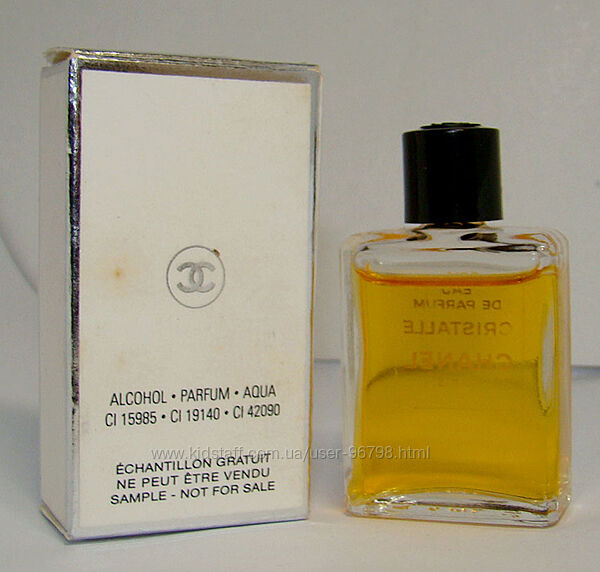 ALCOHOL • PARFUM • AQUA
CI 15985 • CI 19140 • CI 42090
ÉCHANTILLON GRATUIT
NE PEUT ÊTRE VENDU
SAMPLE - NOT FOR SALE
EAU
DE PARFUM
CRISTALLE
CHANEL
www.kidstaff.com.ua/user-96798.html